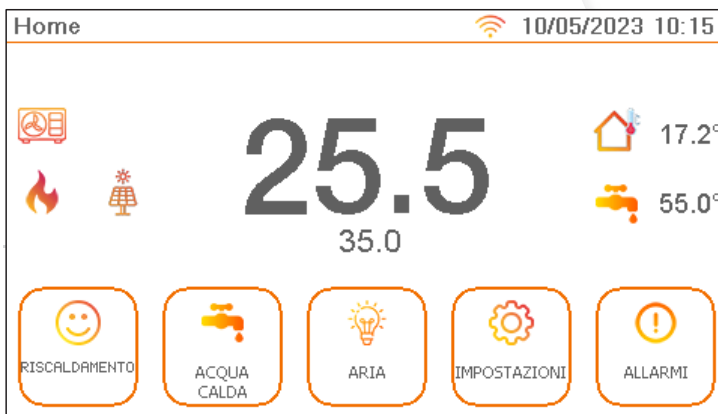 Home 10/05/2023 10:15
25.5
35.0
17.2°
55.0°
RISCALDAMENTO
ACQUA
CALDA
ARIA
IMPOSTAZIONI
ALLARMI